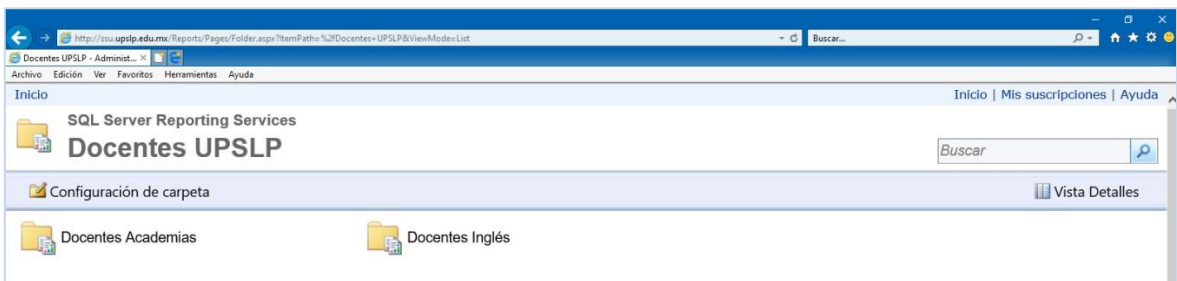 http://ssu.upslp.edu.mx/Reports/Pages/Folder.aspx?ItemPath=%2fDocentes+UPSLP&ViewMode=List
Buscar...
Docentes UPSLP - Administ...
Archivo Edición Ver Favoritos Herramientas Ayuda
Inicio
Inicio | Mis suscripciones | Ayuda
SQL Server Reporting Services
Docentes UPSLP
Buscar
Configuración de carpeta
Vista Detalles
Docentes Academias
Docentes Inglés